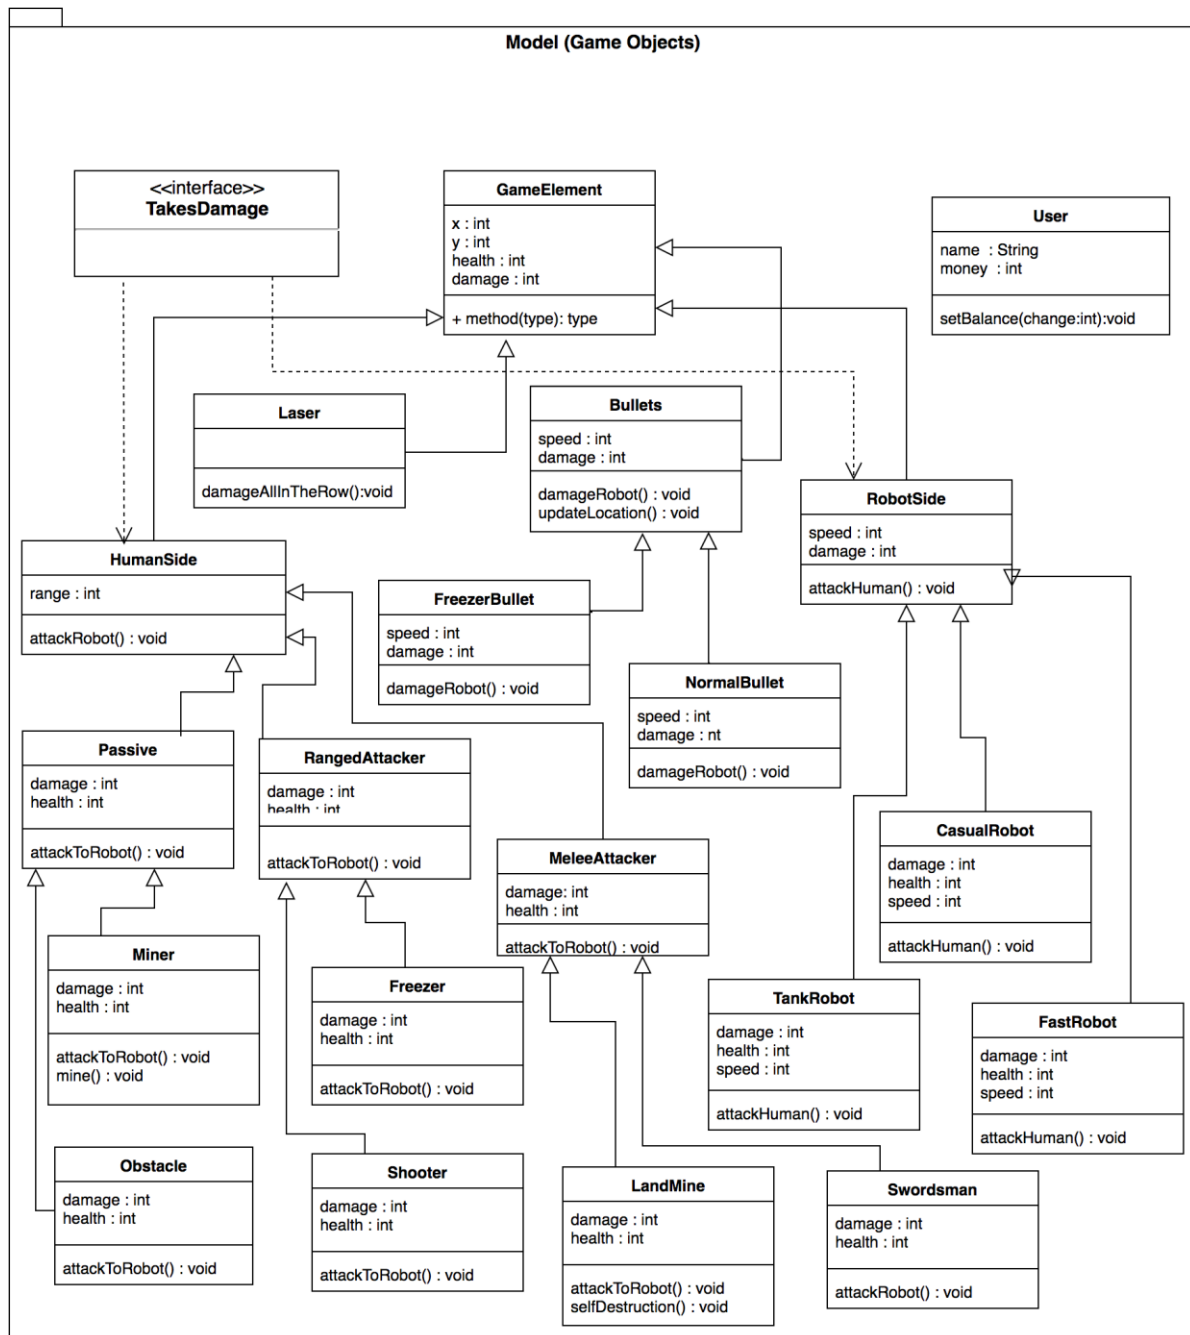 Model (Game Objects)
<<interface>>
TakesDamage
GameElement
x : int
y : int
health : int
damage : int
+ method(type): type
User
name : String
money : int
setBalance(change:int):void
Laser
damageAllInTheRow():void
Bullets
speed : int
damage : int
damageRobot() : void
updateLocation() : void
RobotSide
speed : int
damage : int
attackHuman() : void
HumanSide
range : int
attackRobot() : void
FreezerBullet
speed : int
damage : int
damageRobot() : void
NormalBullet
speed : int
damage : nt
damageRobot() : void
Passive
damage : int
health : int
attackToRobot() : void
RangedAttacker
damage : int
health : int
attackToRobot() : void
MeleeAttacker
damage: int
health : int
attackToRobot() : void
CasualRobot
damage : int
health : int
speed : int
attackHuman() : void
Miner
damage : int
health : int
attackToRobot() : void
mine() : void
Freezer
damage : int
health : int
attackToRobot() : void
TankRobot
damage : int
health : int
speed : int
attackHuman() : void
FastRobot
damage : int
health : int
speed : int
attackHuman() : void
Obstacle
damage : int
health : int
attackToRobot() : void
Shooter
damage : int
health : int
attackToRobot() : void
LandMine
damage : int
health : int
attackToRobot() : void
selfDestruction() : void
Swordsman
damage : int
health : int
attackRobot() : void